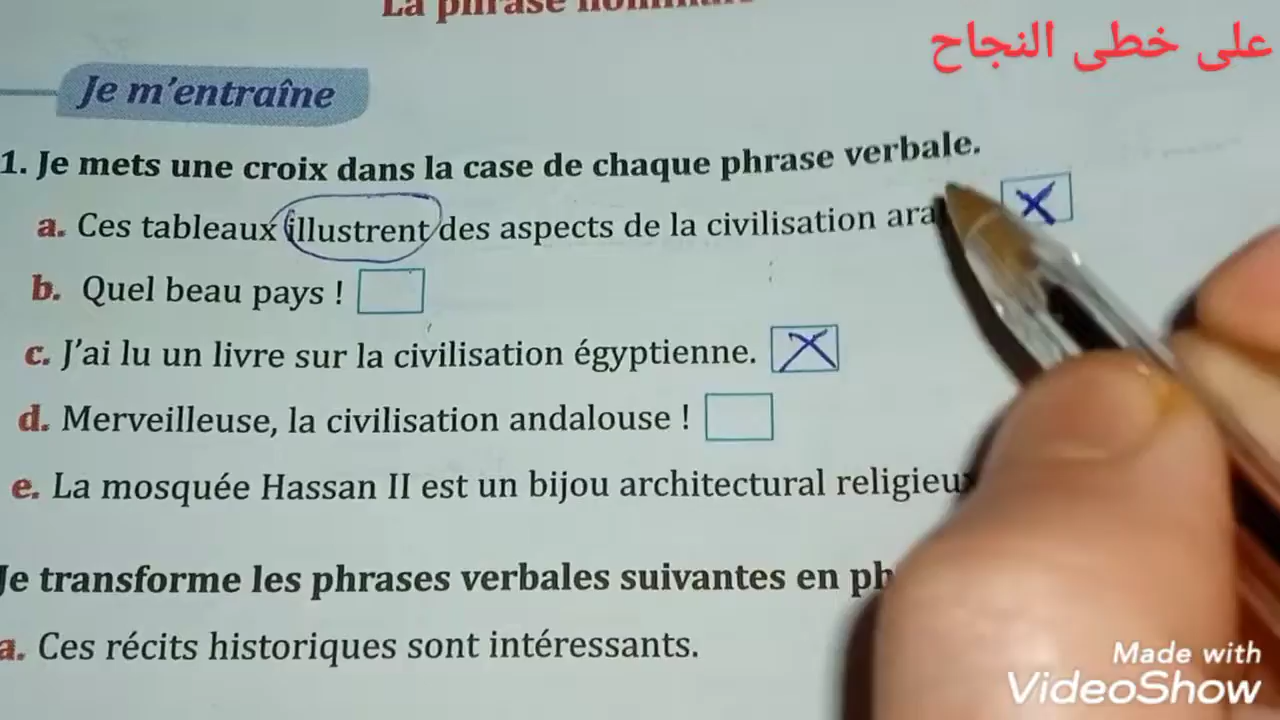 على خطى النجاح
Je m'entraîne
1. Je mets une croix dans la case de chaque phrase verbale.
a. Ces tableaux illustrent des aspects de la civilisation
b. Quel beau pays !
c. J'ai lu un livre sur la civilisation égyptienne.
d. Merveilleuse, la civilisation andalouse !
e. La mosquée Hassan II est un bijou architectural religieux
Je transforme les phrases verbales suivantes en
a. Ces récits historiques sont intéressants.
Made with
VideoShow